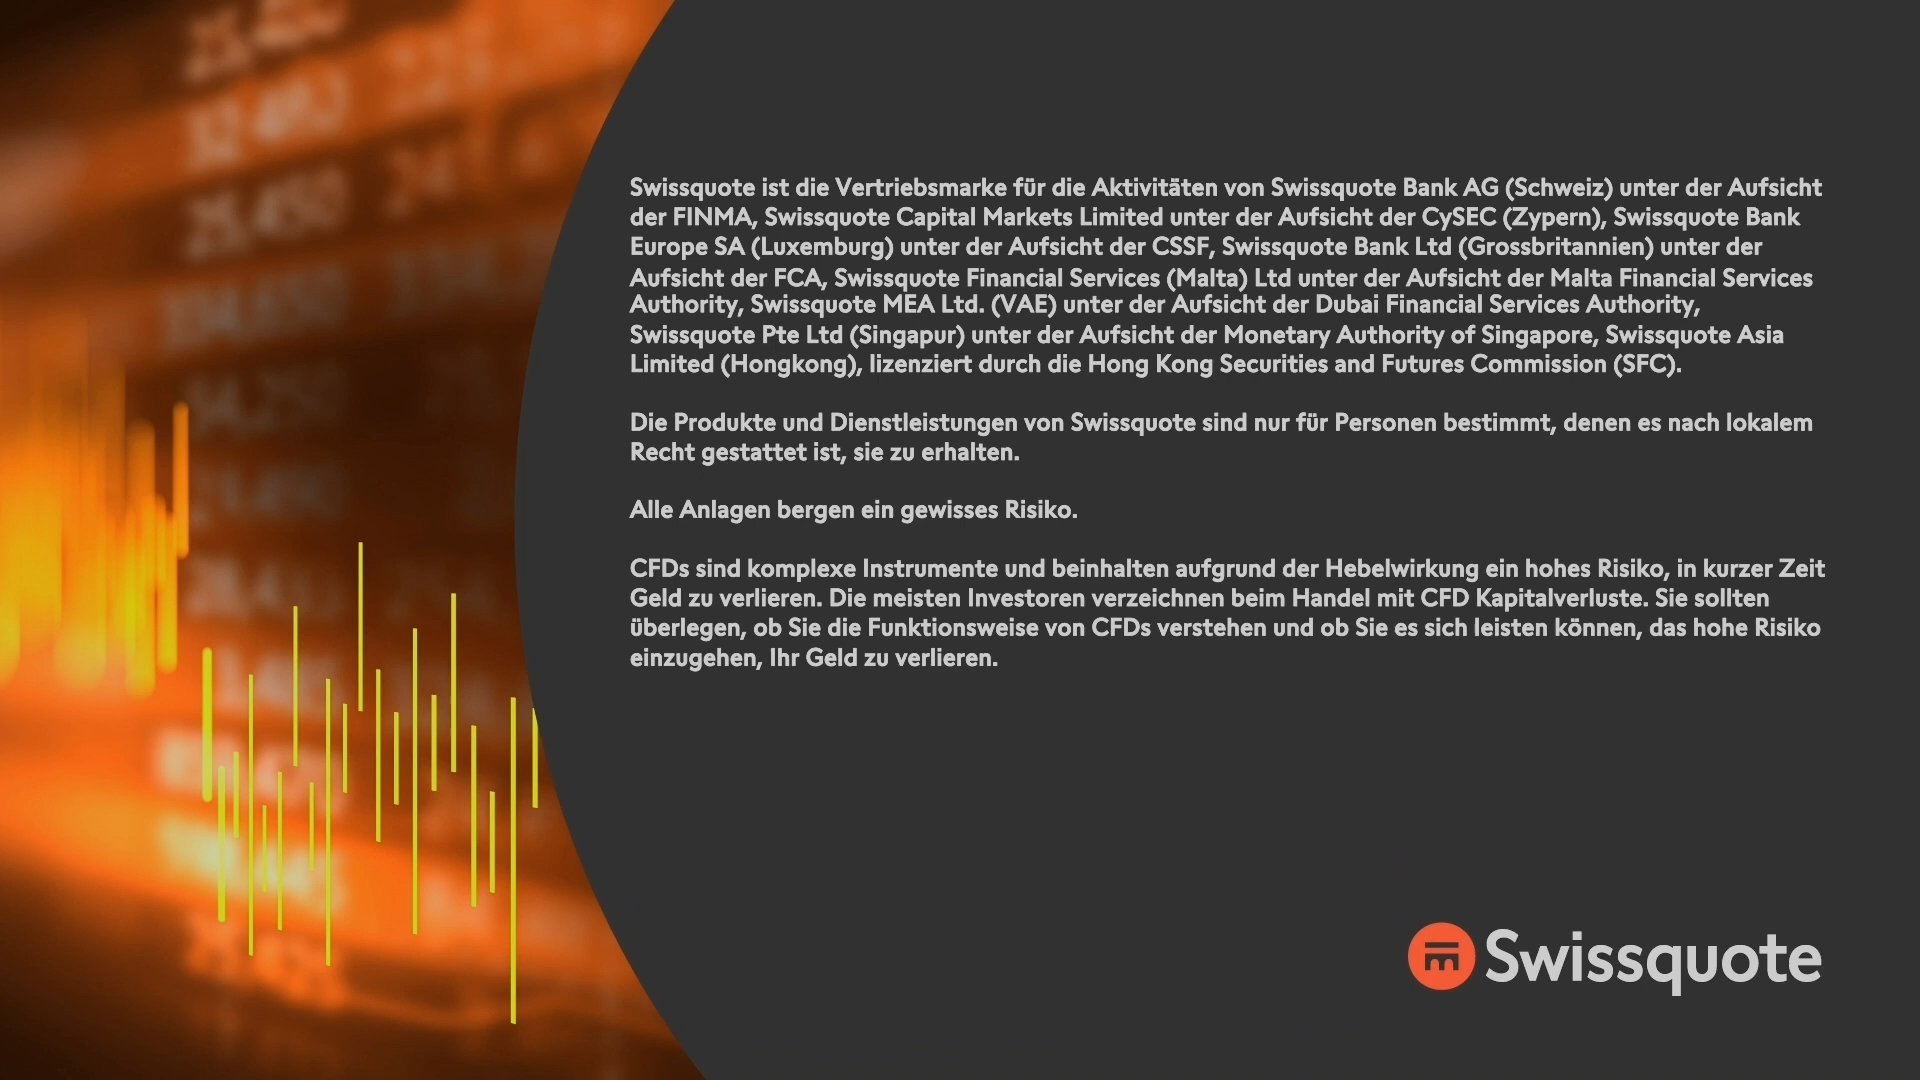 Swissquote ist die Vertriebsmarke für die Aktivitäten von Swissquote Bank AG (Schweiz) unter der Aufsicht
der FINMA, Swissquote Capital Markets Limited unter der Aufsicht der CySEC (Zypern), Swissquote Bank
Europe SA (Luxemburg) unter der Aufsicht der CSSF, Swissquote Bank Ltd (Grossbritannien) unter der
Aufsicht der FCA, Swissquote Financial Services (Malta) Ltd unter der Aufsicht der Malta Financial Services
Authority, Swissquote MEA Ltd. (VAE) unter der Aufsicht der Dubai Financial Services Authority,
Swissquote Pte Ltd (Singapur) unter der Aufsicht der Monetary Authority of Singapore, Swissquote Asia
Limited (Hongkong), lizenziert durch die Hong Kong Securities and Futures Commission (SFC).
Die Produkte und Dienstleistungen von Swissquote sind nur für Personen bestimmt, denen es nach lokalem
Recht gestattet ist, sie zu erhalten.
Alle Anlagen bergen ein gewisses Risiko.
CFDs sind komplexe Instrumente und beinhalten aufgrund der Hebelwirkung ein hohes Risiko, in kurzer Zeit
Geld zu verlieren. Die meisten Investoren verzeichnen beim Handel mit CFD Kapitalverluste. Sie sollten
überlegen, ob Sie die Funktionsweise von CFDs verstehen und ob Sie es sich leisten können, das hohe Risiko
einzugehen, Ihr Geld zu verlieren.
Swissquote